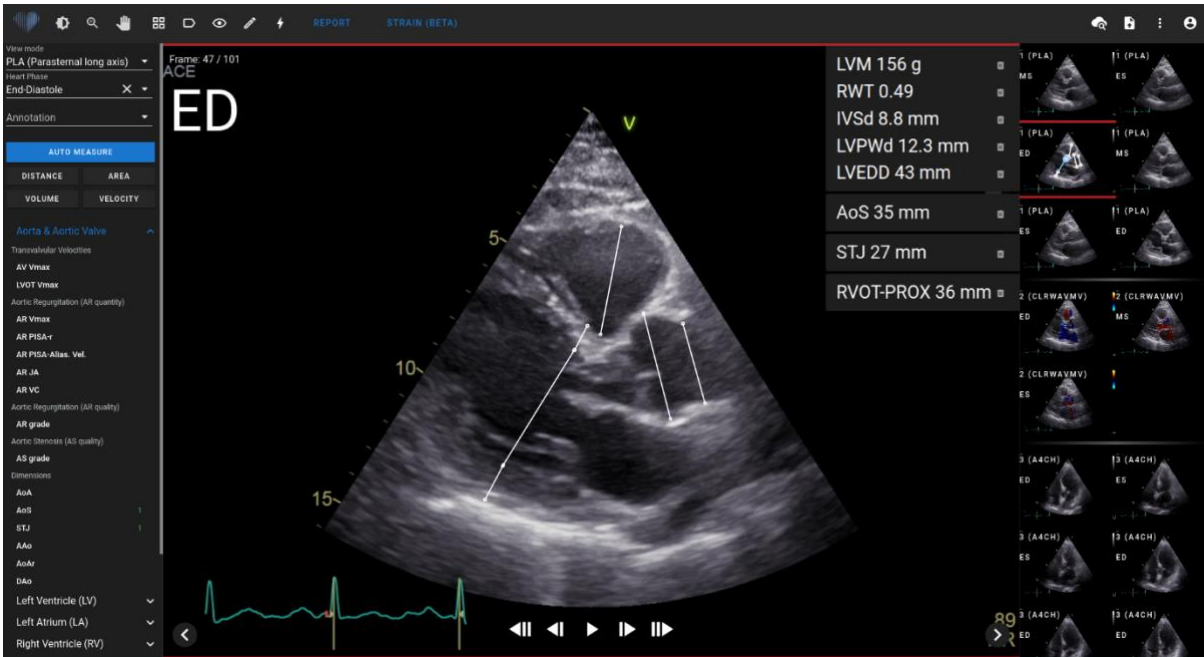 REPORT
STRAIN (BETA)
View mode
PLA (Parasternal long axis)
Heart Phase
End-Diastole
Annotation
AUTO MEASURE
DISTANCE
AREA
VOLUME
VELOCITY
Aorta & Aortic Valve
Transvalvular Velocities
AV Vmax
LVOT Vmax
Aortic Regurgitation (AR quantity)
AR Vmax
AR PISA-r
AR PISA-Alias. Vel.
AR JA
AR VC
Aortic Regurgitation (AR quality)
AR grade
Aortic Stenosis (AS quality)
AS grade
Dimensions
AoA
AoS 1
STJ 1
AAo
AoAr
DAo
Left Ventricle (LV)
Left Atrium (LA)
Right Ventricle (RV)
Frame: 47 / 101
ACE
ED
V
5
10
15
89
LVM 156 g
RWT 0.49
IVSd 8.8 mm
LVPWd 12.3 mm
LVEDD 43 mm
AoS 35 mm
STJ 27 mm
RVOT-PROX 36 mm
1 (PLA)
MS
1 (PLA)
ES
1 (PLA)
ED
1 (PLA)
MS
1 (PLA)
ES
1 (PLA)
ED
2 (CLRWAVMV)
ED
2 (CLRWAVMV)
MS
2 (CLRWAVMV)
ES
3 (A4CH)
ED
3 (A4CH)
ES
3 (A4CH)
ES
3 (A4CH)
ED
3 (A4CH)
ES
3 (A4CH)
ED